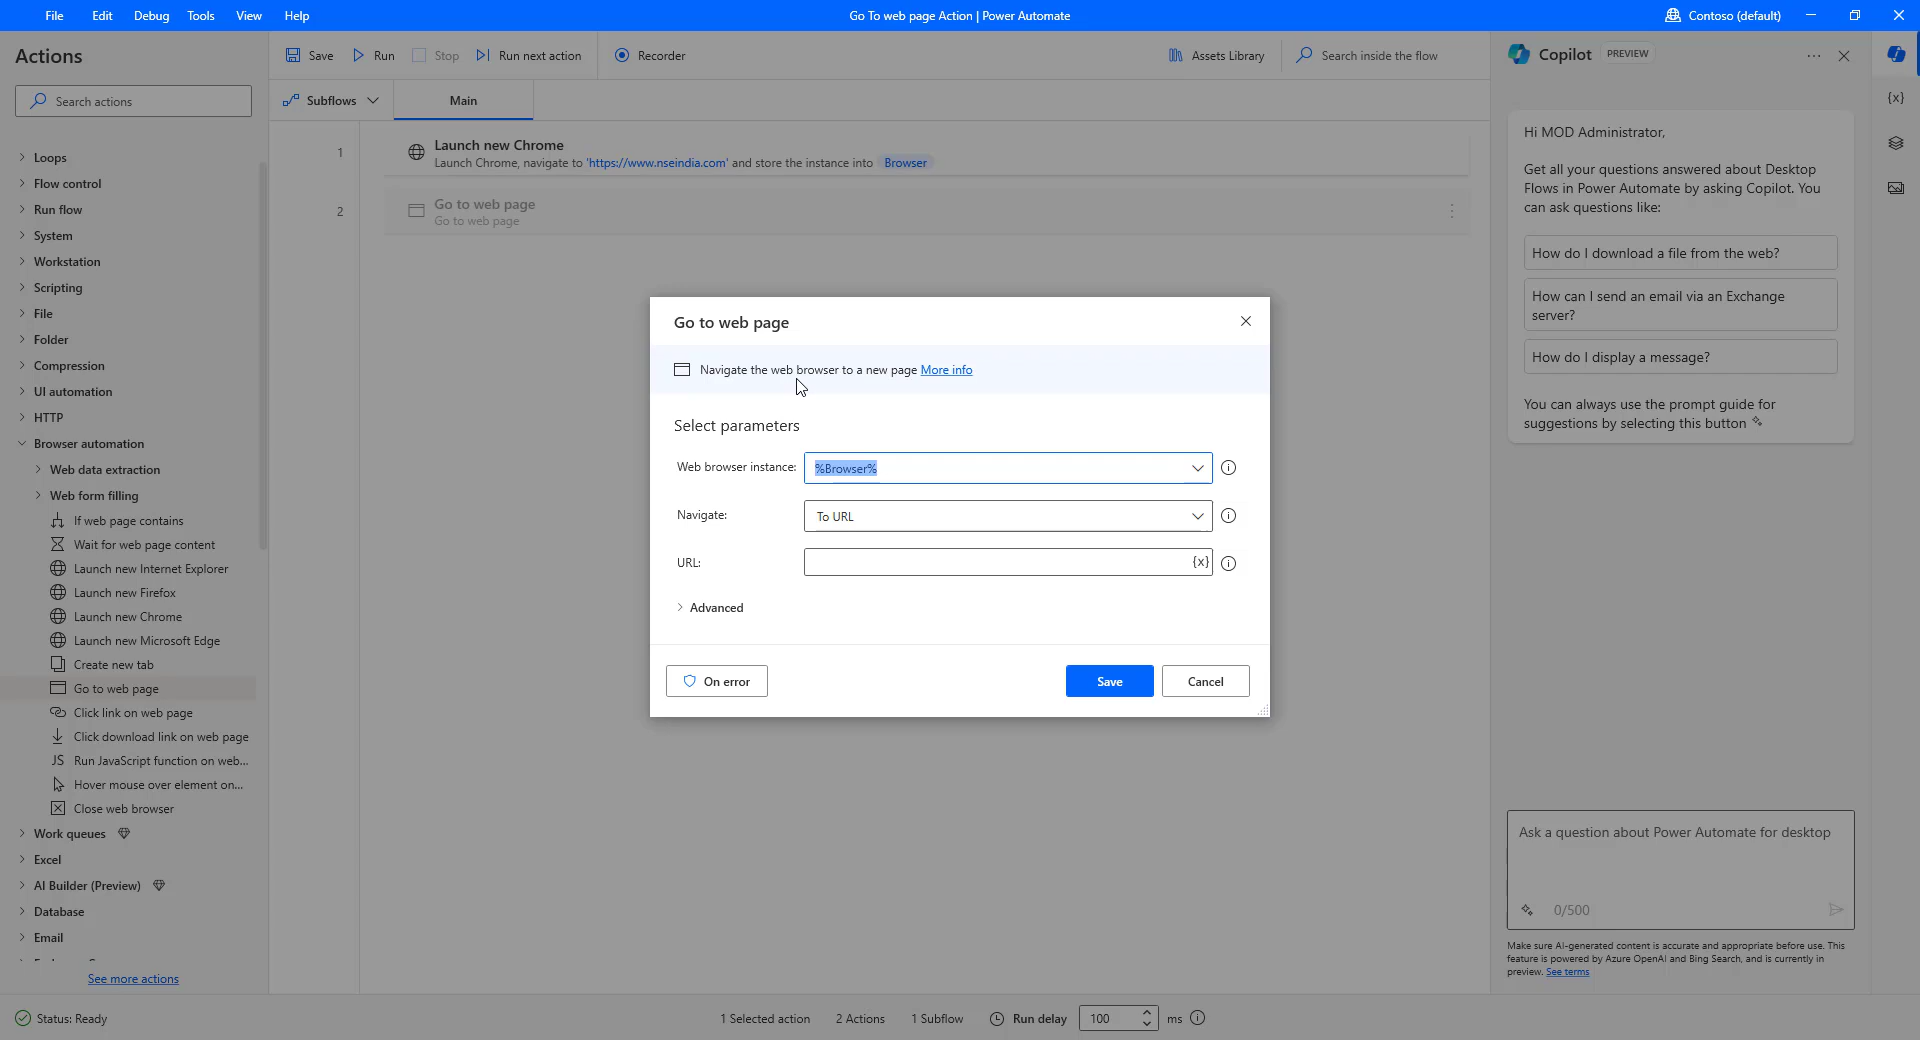 File Edit Debug Tools View Help
Go To web page Action | Power Automate
Contoso (default)
Actions
Search actions
Loops
Flow control
Run flow
System
Workstation
Scripting
File
Folder
Compression
UI automation
HTTP
Browser automation
Web data extraction
Web form filling
If web page contains
Wait for web page content
Launch new Internet Explorer
Launch new Firefox
Launch new Chrome
Launch new Microsoft Edge
Create new tab
Go to web page
Click link on web page
Click download link on web page
JS Run JavaScript function on web...
Hover mouse over element on...
Close web browser
Work queues
Excel
AI Builder (Preview)
Database
Email
See more actions
Save Run Stop Run next action Recorder
Assets Library Search inside the flow
Subflows Main
1
Launch new Chrome
Launch Chrome, navigate to 'https://www.nseindia.com' and store the instance into Browser
2
Go to web page
Go to web page
Go to web page
Navigate the web browser to a new page More info
Select parameters
Web browser instance: %Browser%
Navigate: To URL
URL: {x}
Advanced
On error Save Cancel
Copilot PREVIEW
{x}
Hi MOD Administrator,
Get all your questions answered about Desktop
Flows in Power Automate by asking Copilot. You
can ask questions like:
How do I download a file from the web?
How can I send an email via an Exchange
server?
How do I display a message?
You can always use the prompt guide for
suggestions by selecting this button
Ask a question about Power Automate for desktop
0/500
Make sure AI-generated content is accurate and appropriate before use. This
feature is powered by Azure OpenAI and Bing Search, and is currently in
preview. See terms
Status: Ready
1 Selected action 2 Actions 1 Subflow Run delay 100 ms